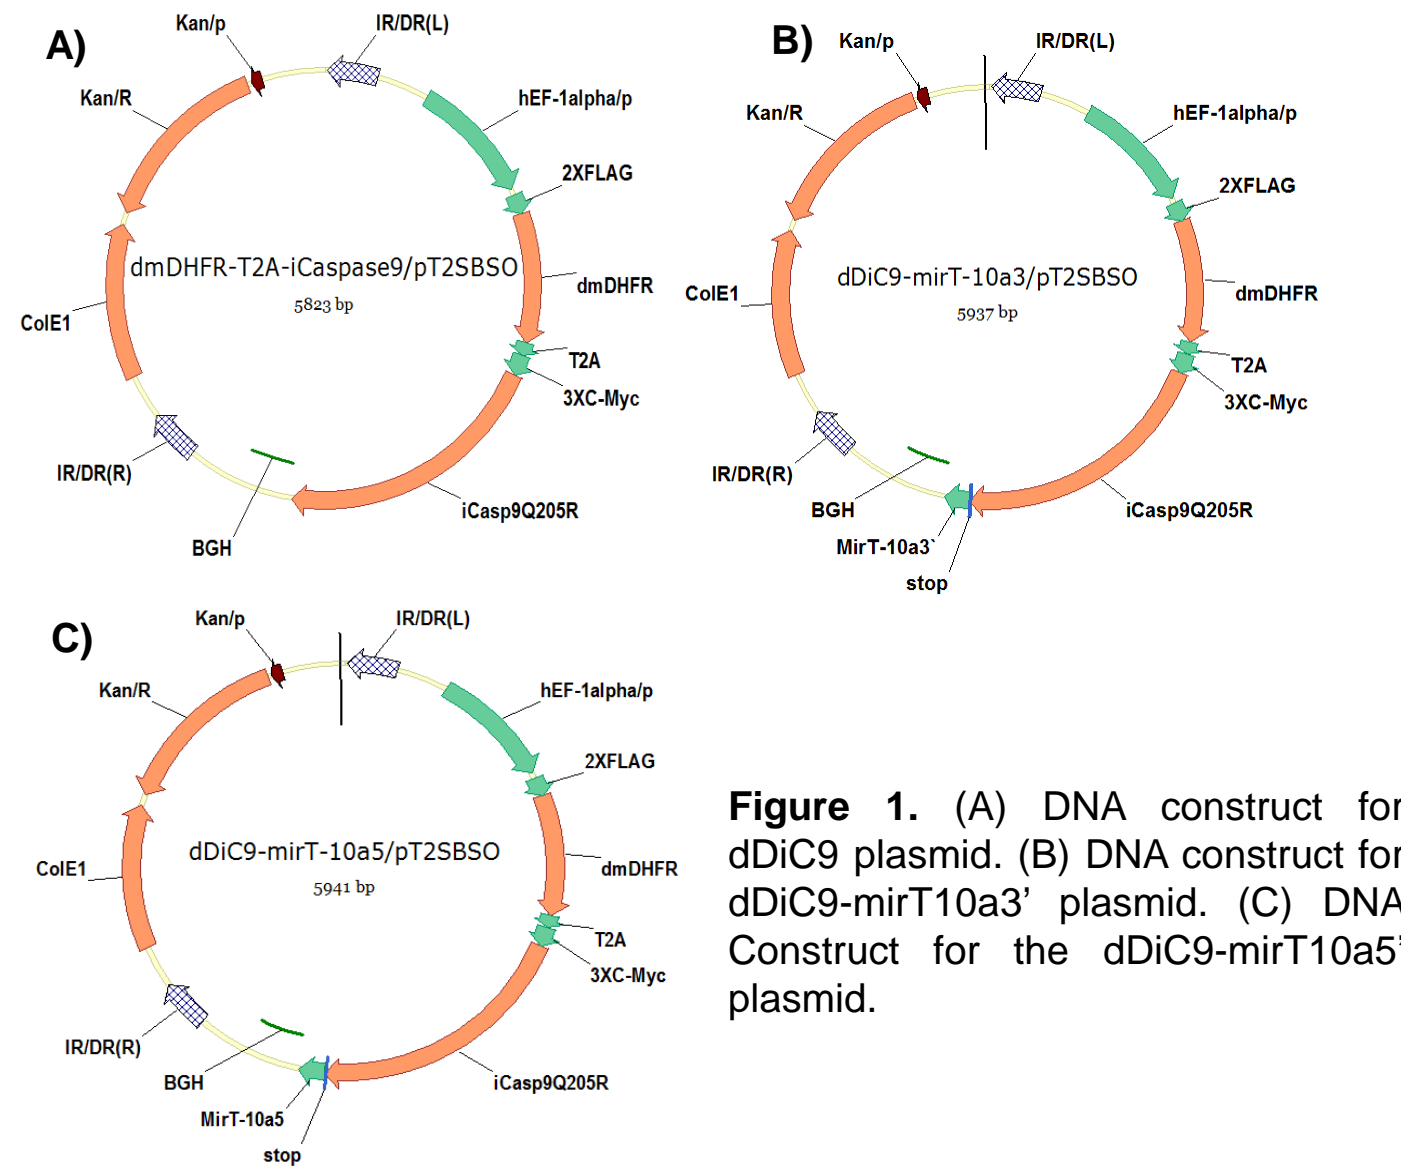 A)
Kan/p
IR/DR(L)
Kan/R
hEF-1alpha/p
2XFLAG
dmDHFR-T2A-iCaspase9/pT2SBSO
5823 bp
dmDHFR
ColE1
T2A
3XC-Myc
IR/DR(R)
iCasp9Q205R
BGH
B)
Kan/p
IR/DR(L)
Kan/R
hEF-1alpha/p
2XFLAG
dDiC9-mirT-10a3/pT2SBSO
5937 bp
ColE1
dmDHFR
T2A
3XC-Myc
IR/DR(R)
BGH
iCasp9Q205R
MirT-10a3`
stop
C)
Kan/p
IR/DR(L)
Kan/R
hEF-1alpha/p
2XFLAG
dDiC9-mirT-10a5/pT2SBSO
5941 bp
ColE1
dmDHFR
T2A
3XC-Myc
IR/DR(R)
BGH
iCasp9Q205R
MirT-10a5
stop
Figure 1. (A) DNA construct for
dDiC9 plasmid. (B) DNA construct for
dDiC9-mirT10a3’ plasmid. (C) DNA
Construct for the dDiC9-mirT10a5’
plasmid.